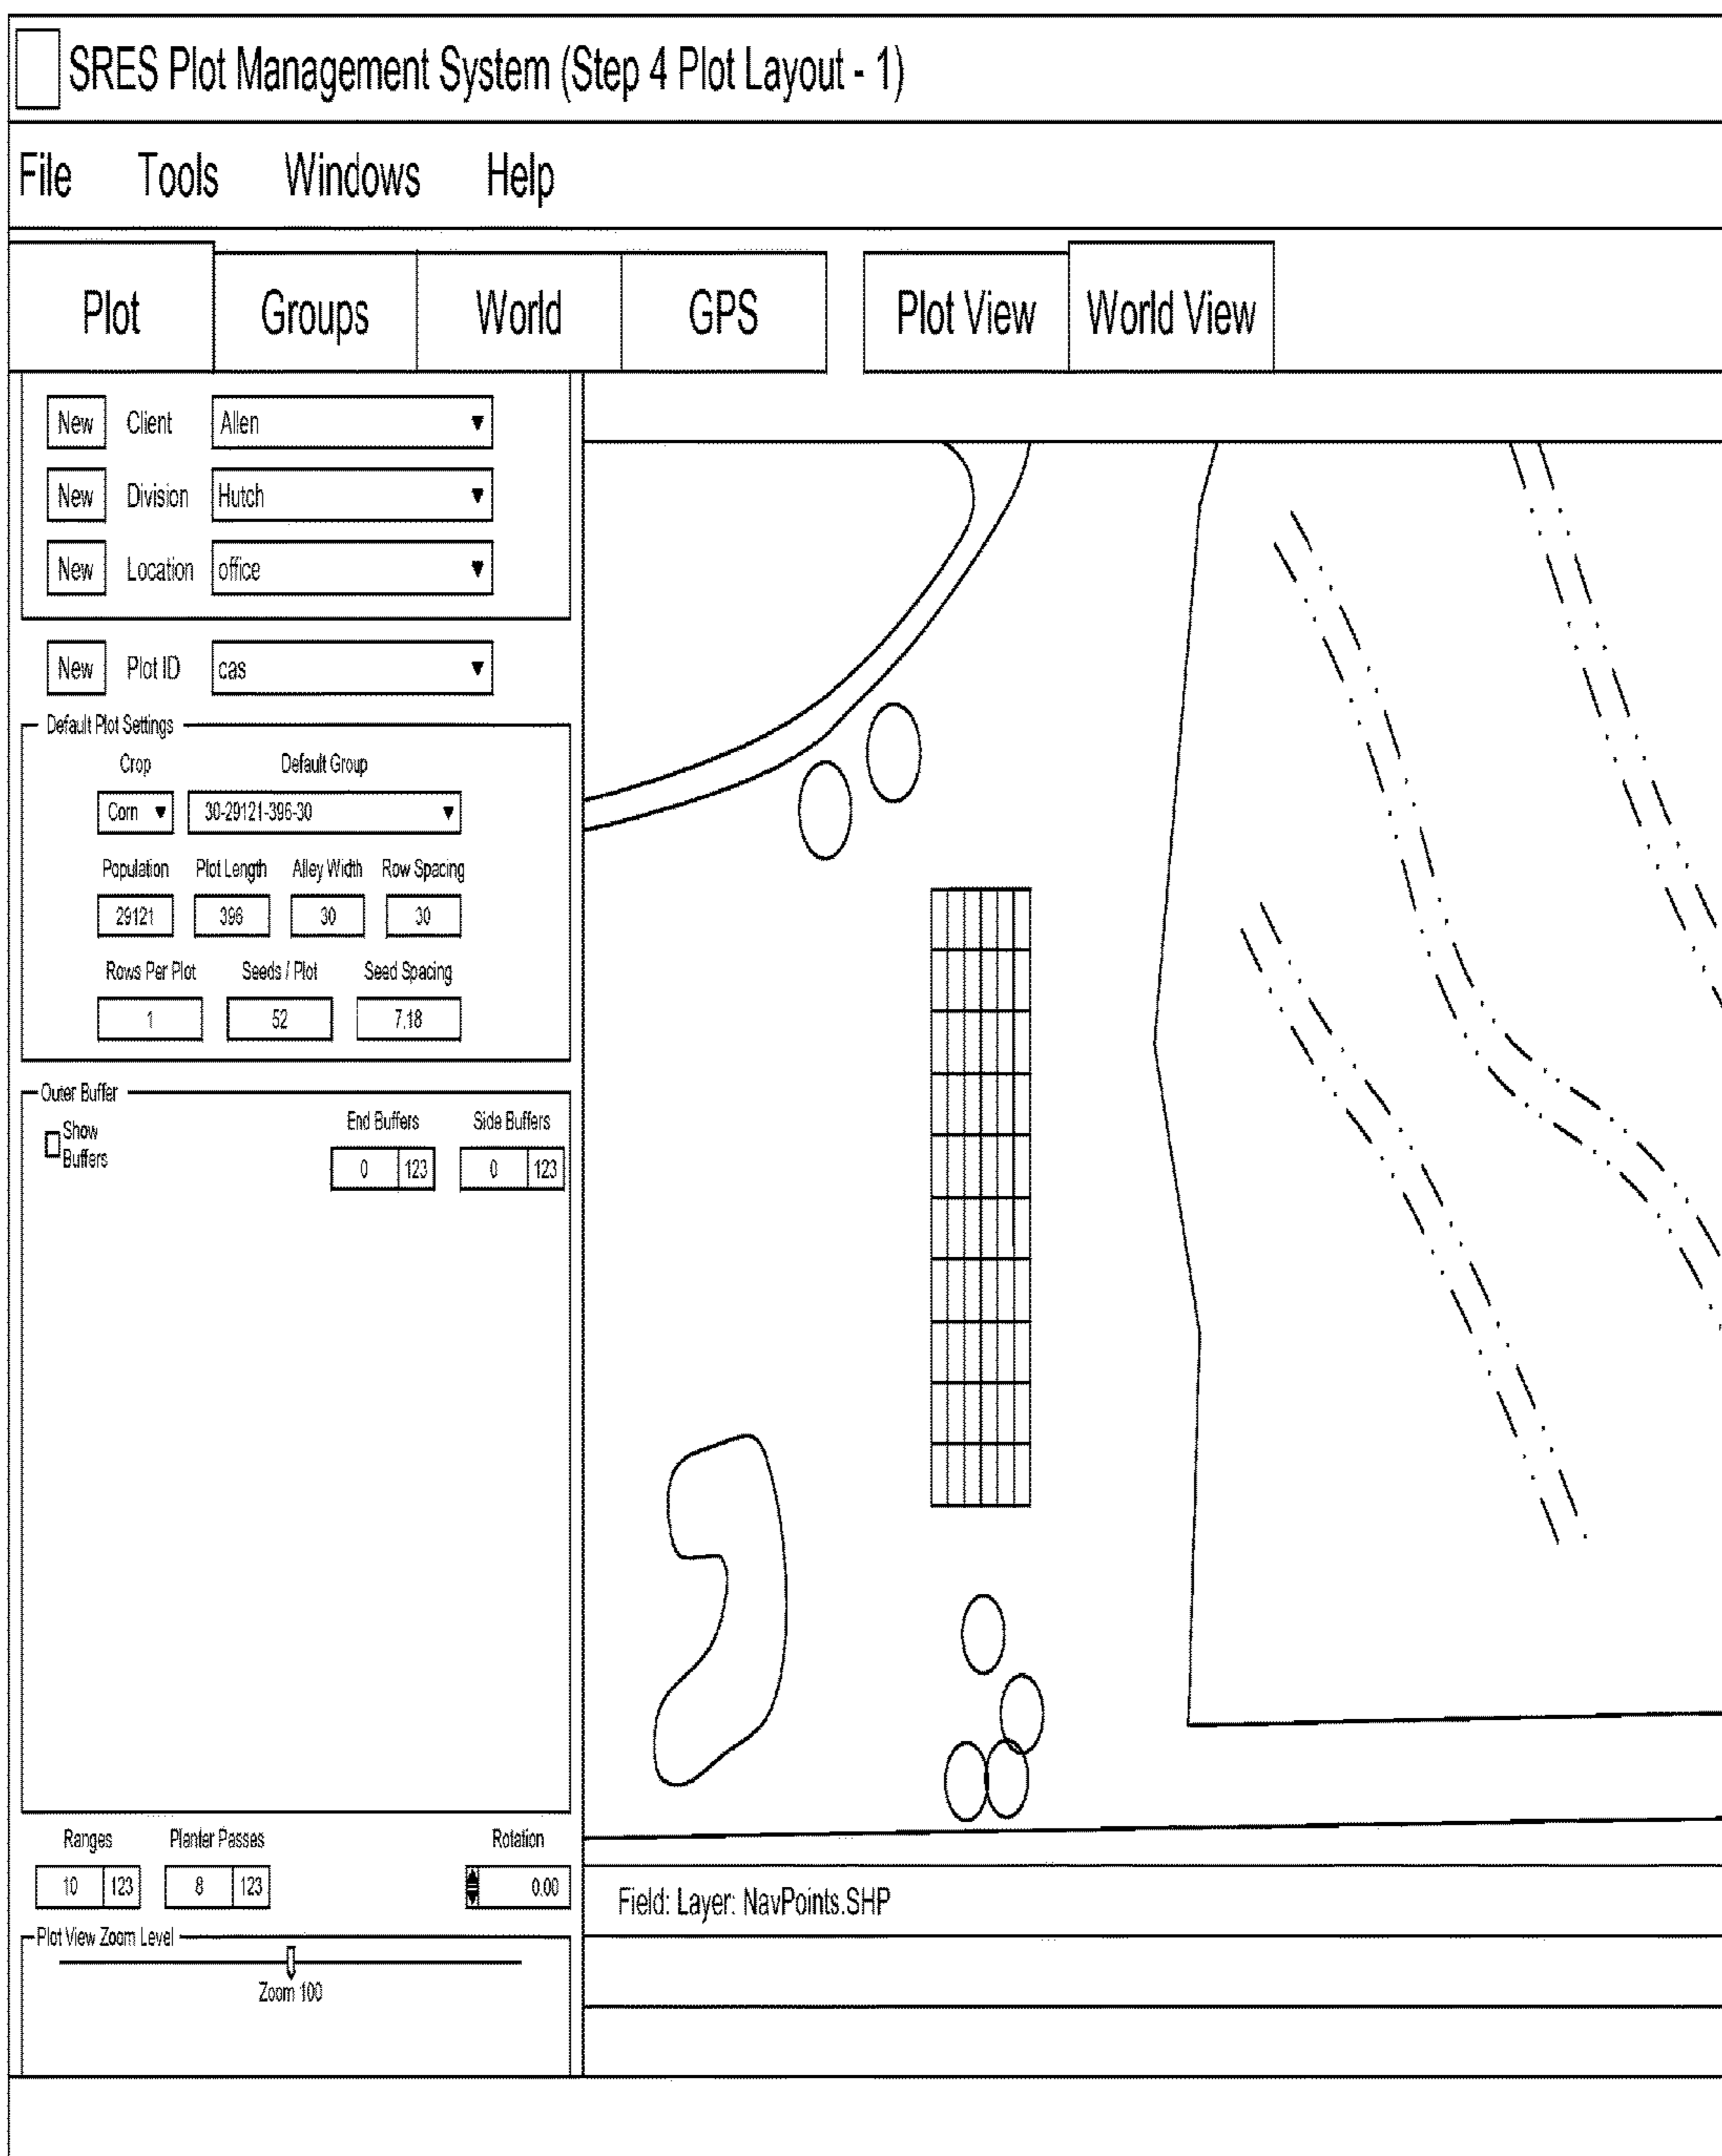 SRES Plot Management System (Step 4 Plot Layout - 1)
File Tools Windows Help
Plot Groups World GPS Plot View World View
New Client Allen
New Division Hutch
New Location office
New Plot ID cas
Default Plot Settings
Crop Default Group
Corn 30-29121-396-30
Population Plot Length Alley Width Row Spacing
29121 396 30 30
Rows Per Plot Seeds / Plot Seed Spacing
1 52 7.18
Outer Buffer
Show Buffers
End Buffers Side Buffers
0 123 0 123
Ranges Planter Passes Rotation
10 123 8 123 0.00
Field: Layer: NavPoints.SHP
Plot View Zoom Level
Zoom 100